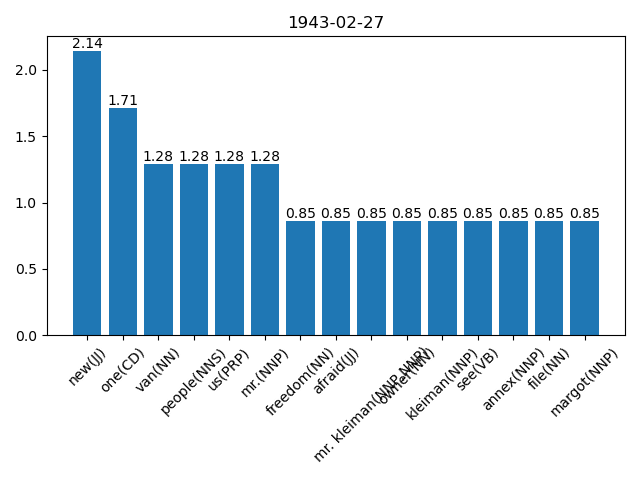 1943-02-27
2.14
1.71
1.28 1.28 1.28 1.28
0.85 0.85 0.85 0.85 0.85 0.85 0.85 0.85 0.85
2.0
1.5
1.0
0.5
0.0
new(JJ)
one(CD)
van(NN)
people(NNS)
us(PRP)
mr.(NNP)
freedom(NN)
afraid(JJ)
mr. kleiman(NNP NNP)
owner(NN)
kleiman(NNP)
see(VB)
annex(NNP)
file(NN)
margot(NNP)